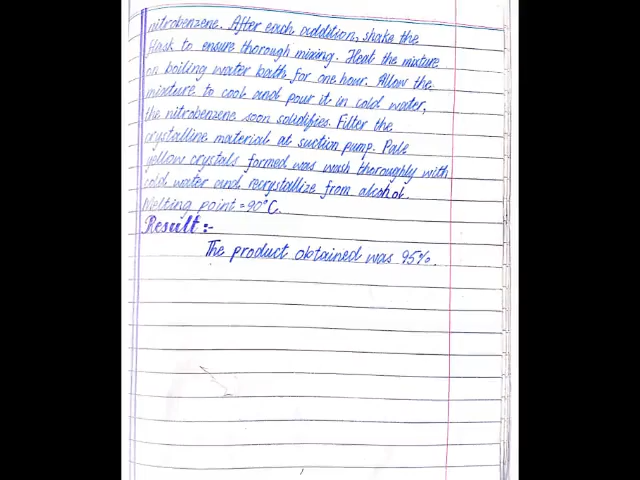 nitrobenzene. After each addition, shake the
flask to ensure thorough mixing. Heat the mixture
on boiling water bath for one hour. Allow the
mixture to cool and pour it in cold water,
the nitrobenzene soon solidifies. Filter the
crystalline material at suction pump. Pale
yellow crystals formed was wash thoroughly with
cold water and recrystallize from alcohol.
Melting point = 90°C.
Result :-
The product obtained was 95%.